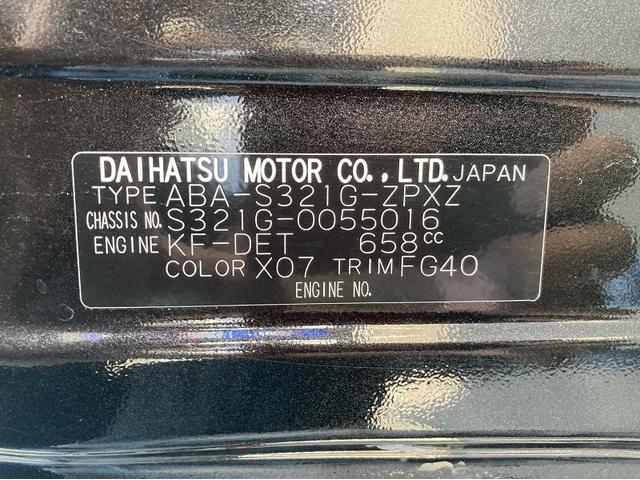 DAIHATSU MOTOR CO., LTD. JAPAN
TYPE ABA-S321G-ZPXZ
CHASSIS NO. S321G-0055016
ENGINE KF-DET 658cc
COLOR X07 TRIM FG40
ENGINE NO.